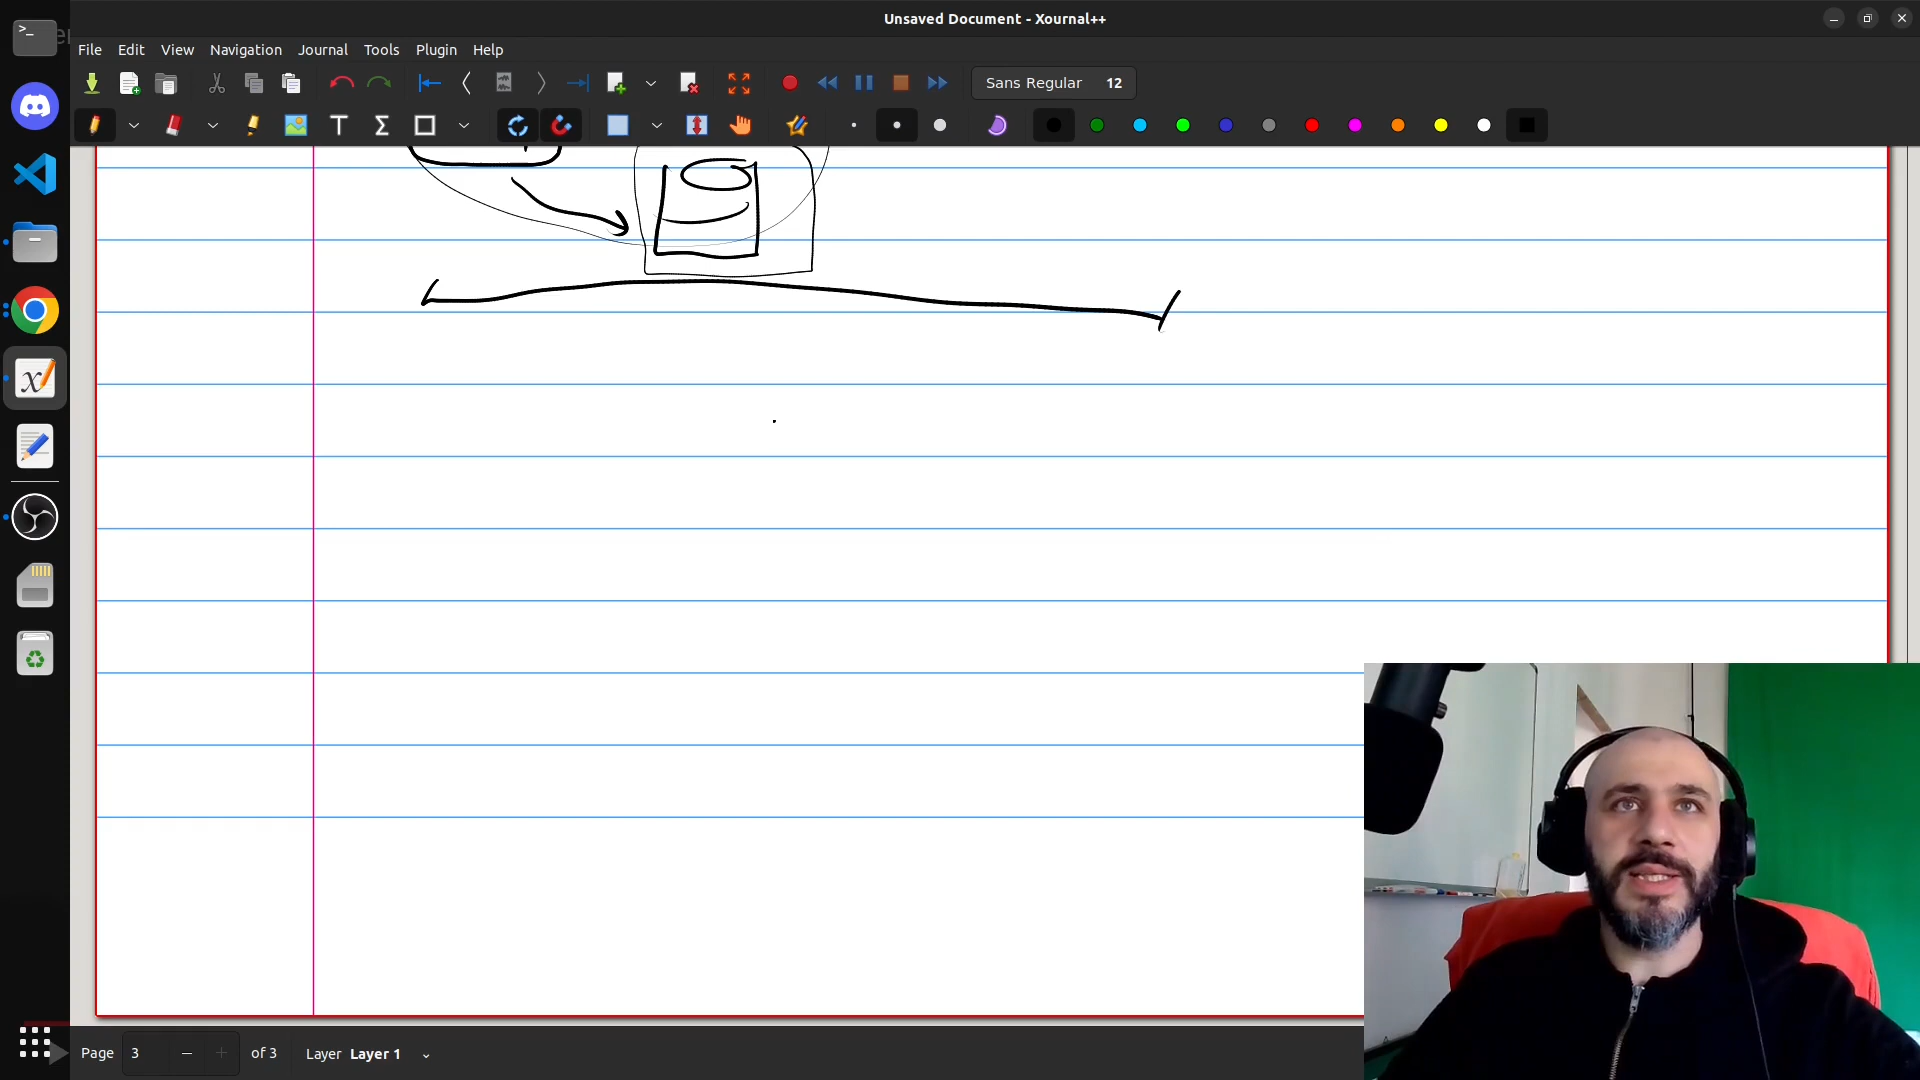 Unsaved Document - Xournal++
File Edit View Navigation Journal Tools Plugin Help
Sans Regular 12
Page 3 of 3 Layer Layer 1